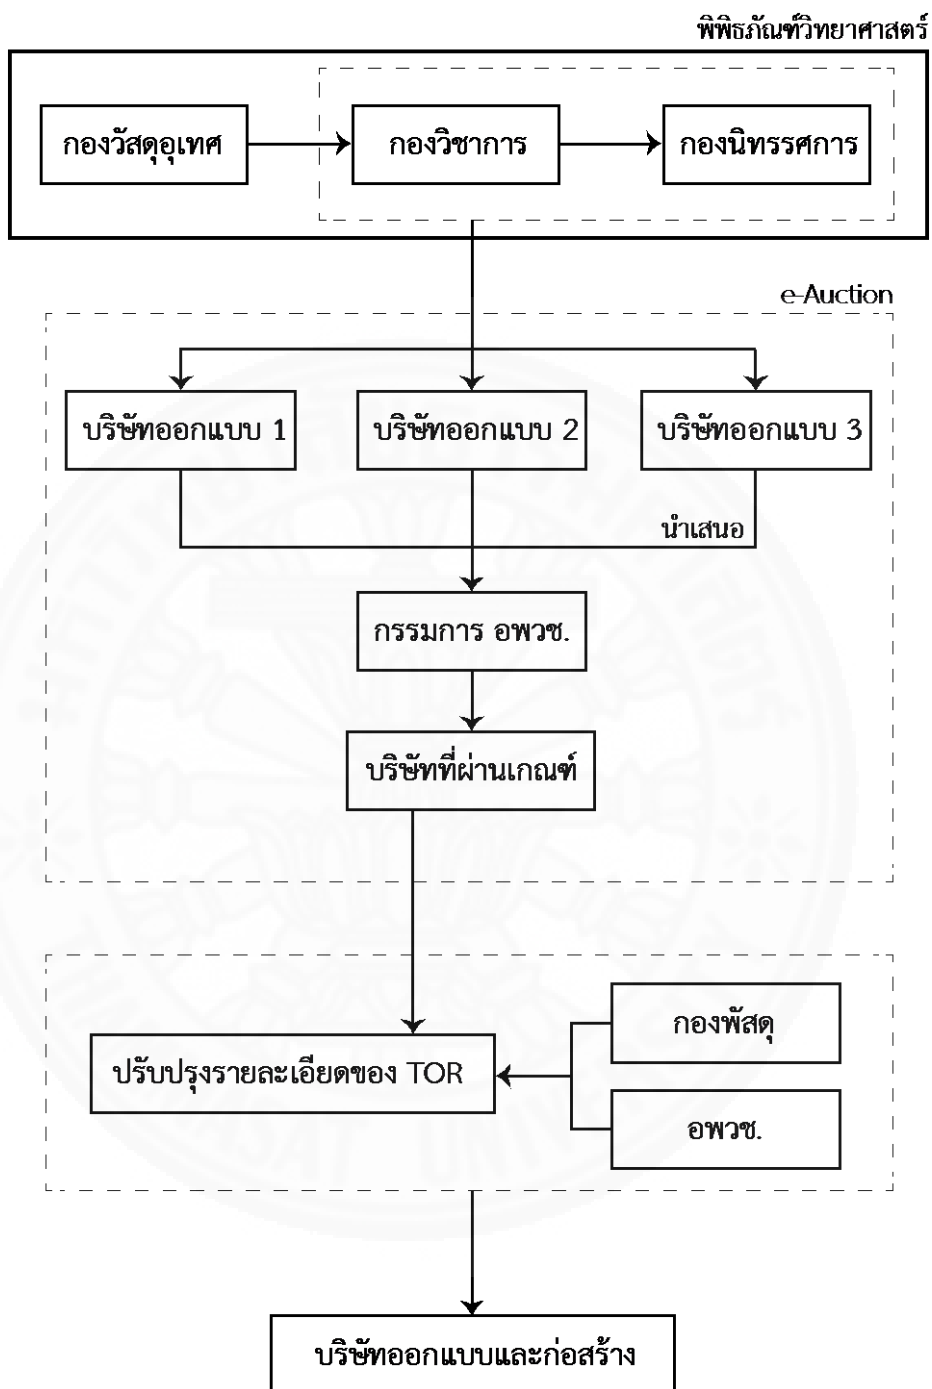 พิพิธภัณฑ์วิทยาศาสตร์
กองวัสดุอุเทศ
กองวิชาการ
กองนิทรรศการ
e-Auction
บริษัทออกแบบ 1
บริษัทออกแบบ 2
บริษัทออกแบบ 3
นำเสนอ
กรรมการ อพวช.
บริษัทที่ผ่านเกณฑ์
กองพัสดุ
ปรับปรุงรายละเอียดของ TOR
อพวช.
บริษัทออกแบบและก่อสร้าง